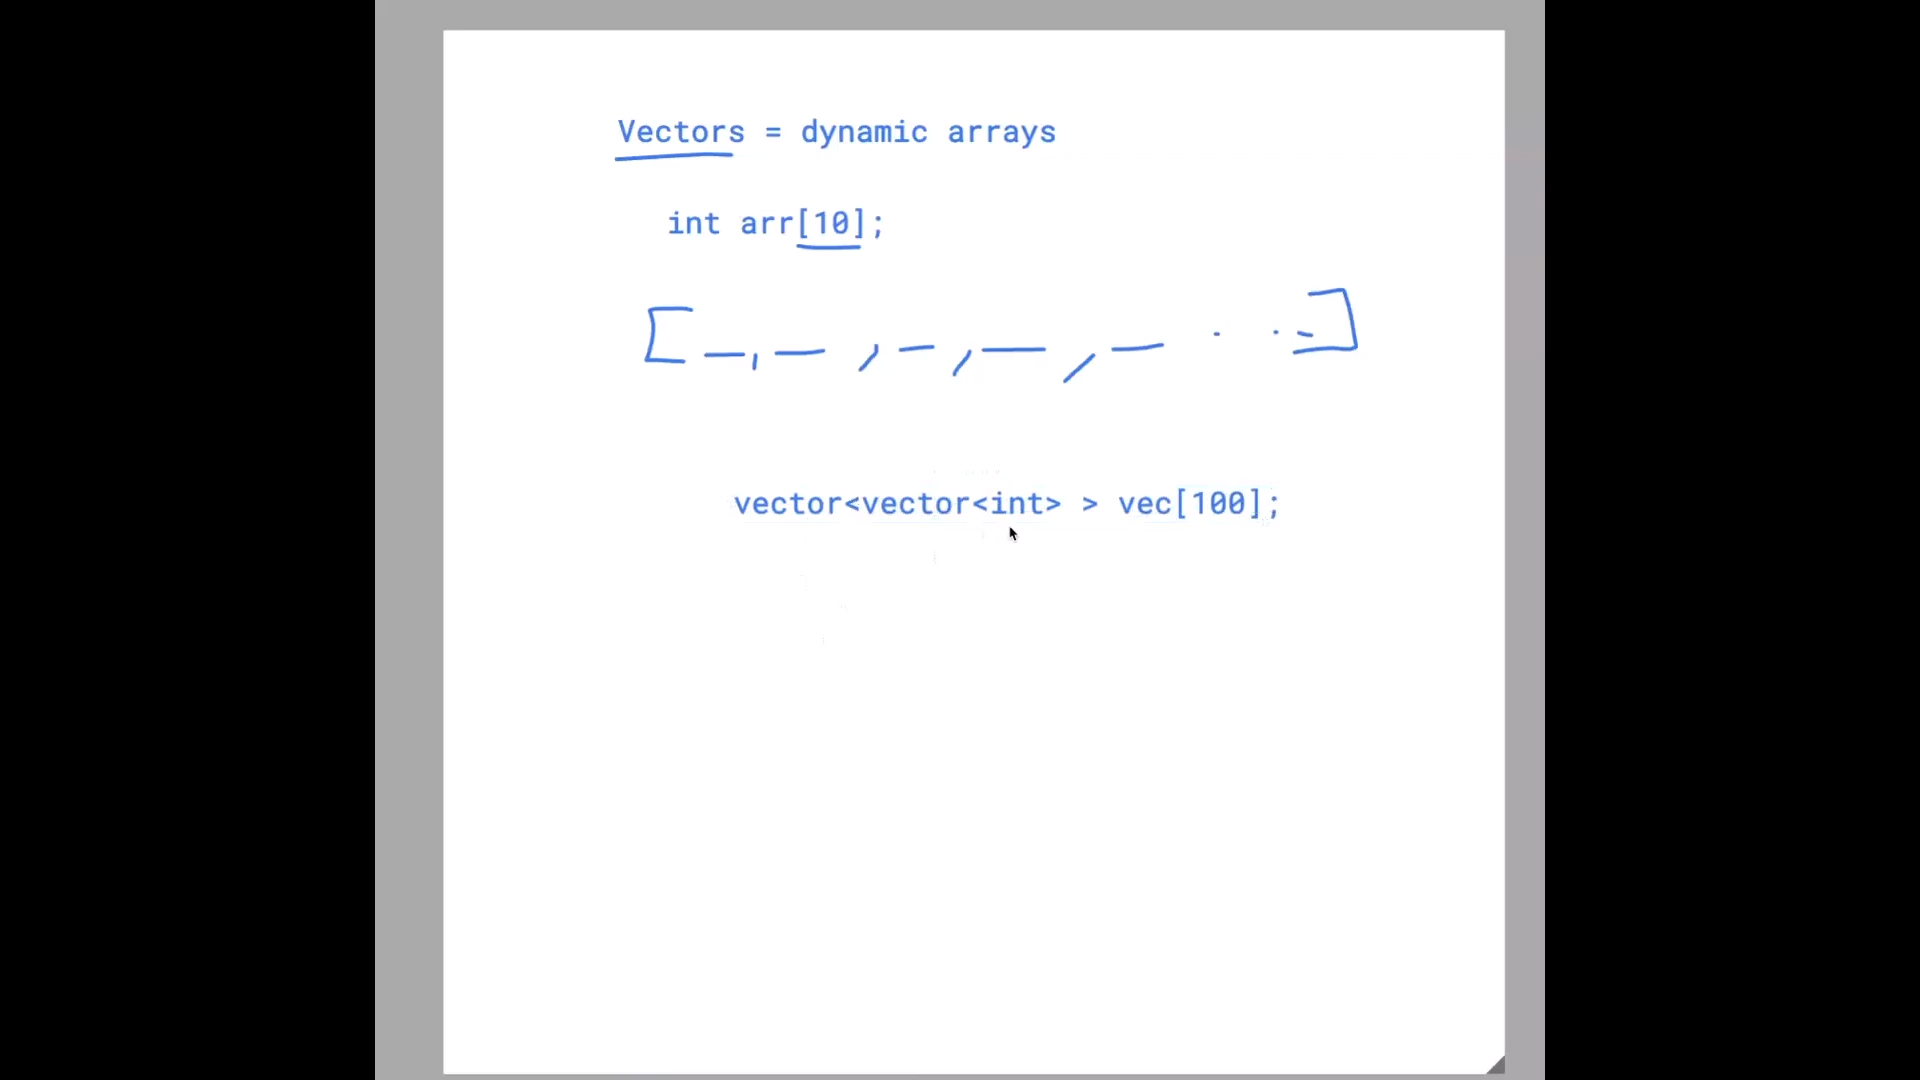 Vectors = dynamic arrays
int arr[10];
[ _, _ , _ , _ , _ . . _ ]
vector<vector<int> > vec[100];